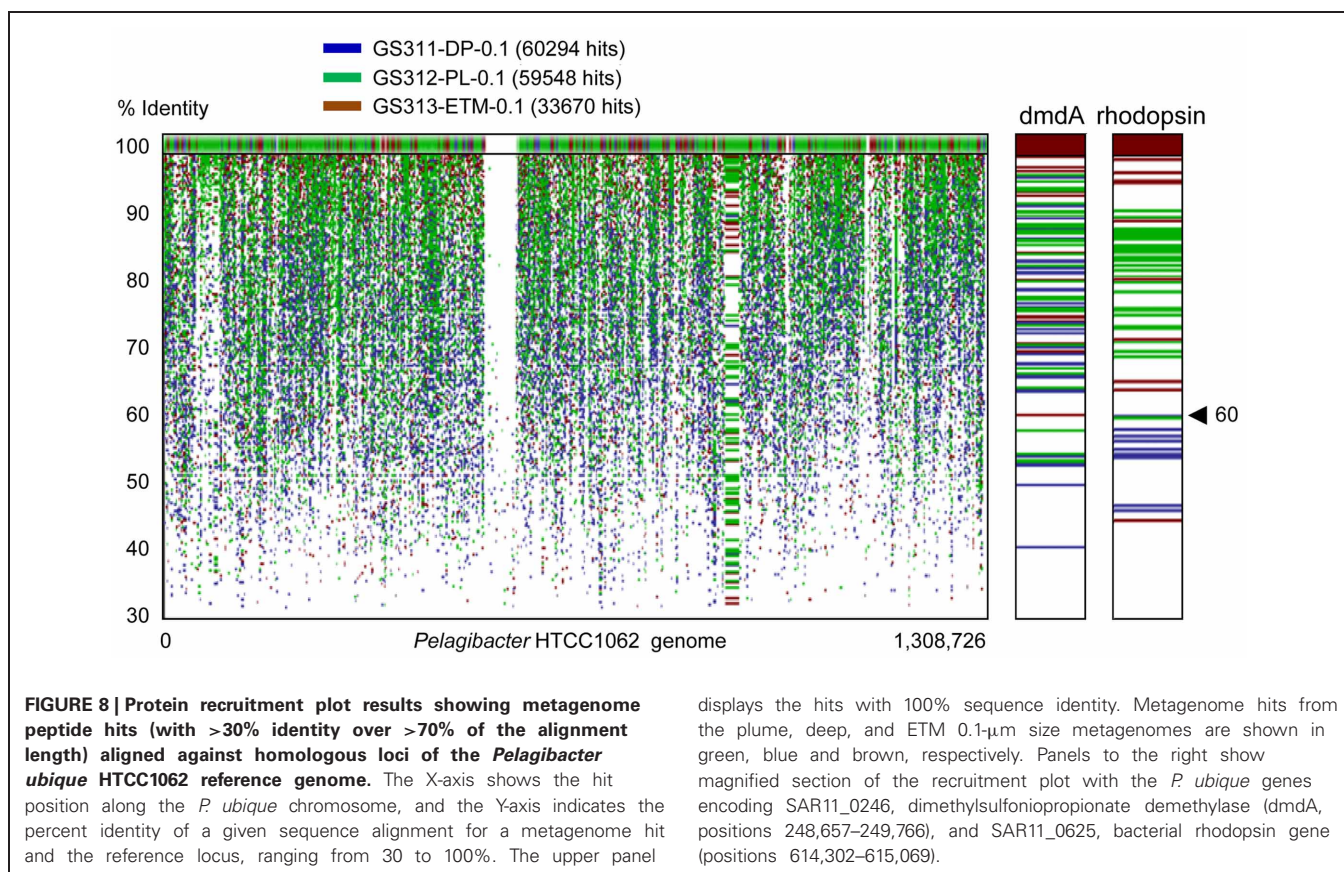 GS311-DP-0.1 (60294 hits)
GS312-PL-0.1 (59548 hits)
GS313-ETM-0.1 (33670 hits)
% Identity
dmdA rhodopsin
100
90
80
70
60
50
40
30
◄ 60
0
Pelagibacter HTCC1062 genome
1,308,726
FIGURE 8 | Protein recruitment plot results showing metagenome
peptide hits (with >30% identity over >70% of the alignment
length) aligned against homologous loci of the Pelagibacter
ubique HTCC1062 reference genome. The X-axis shows the hit
position along the P. ubique chromosome, and the Y-axis indicates the
percent identity of a given sequence alignment for a metagenome hit
and the reference locus, ranging from 30 to 100%. The upper panel
displays the hits with 100% sequence identity. Metagenome hits from
the plume, deep, and ETM 0.1-μm size metagenomes are shown in
green, blue and brown, respectively. Panels to the right show
magnified section of the recruitment plot with the P. ubique genes
encoding SAR11_0246, dimethylsulfoniopropionate demethylase (dmdA,
positions 248,657–249,766), and SAR11_0625, bacterial rhodopsin gene
(positions 614,302–615,069).